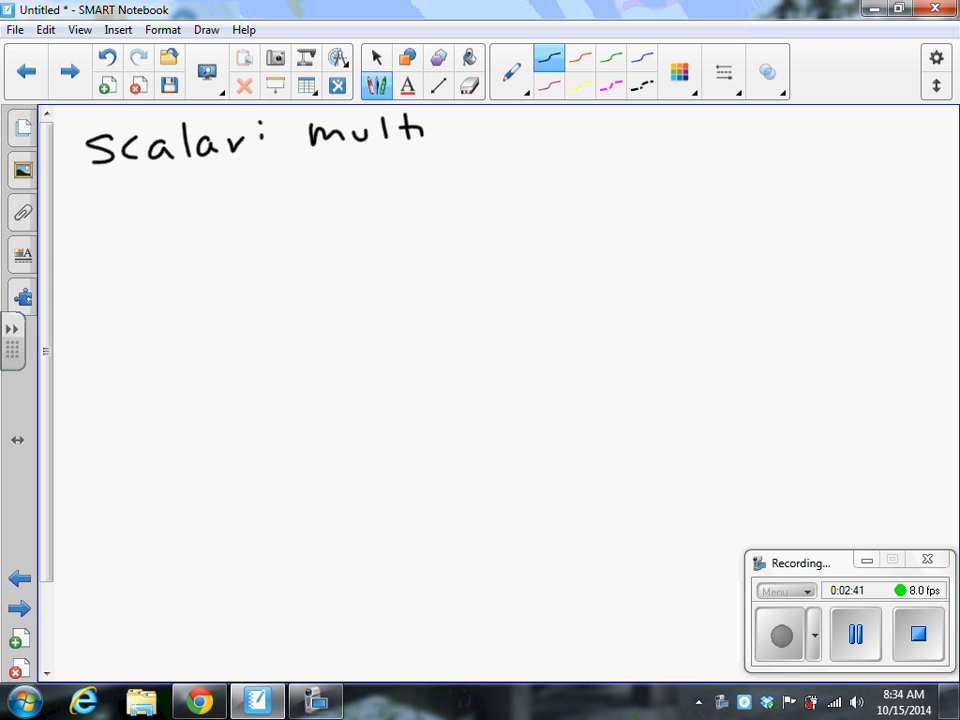 Untitled * - SMART Notebook
File Edit View Insert Format Draw Help
scalar: mult
Recording...
Menu 0:02:41 8.0 fps
8:34 AM
10/15/2014